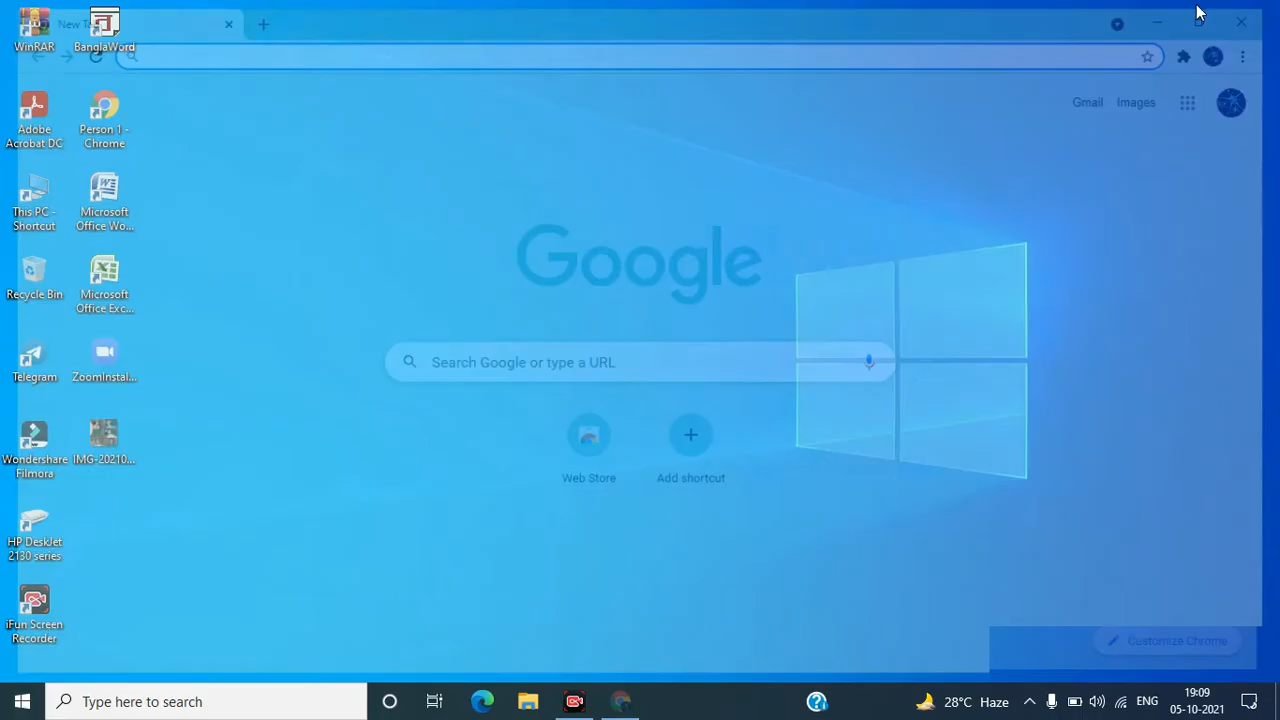 New T
WinRAR
BanglaWord
Gmail
Images
Adobe
Acrobat DC
Person 1 -
Chrome
This PC -
Shortcut
Microsoft
Office Wo...
Google
Recycle Bin
Microsoft
Office Exc...
Search Google or type a URL
Telegram
ZoomInstal...
Wondershare
Filmora
IMG-20210...
Web Store
Add shortcut
HP DeskJet
2130 series
iFun Screen
Recorder
Customize Chrome
Type here to search
28°C Haze
ENG
19:09
05-10-2021